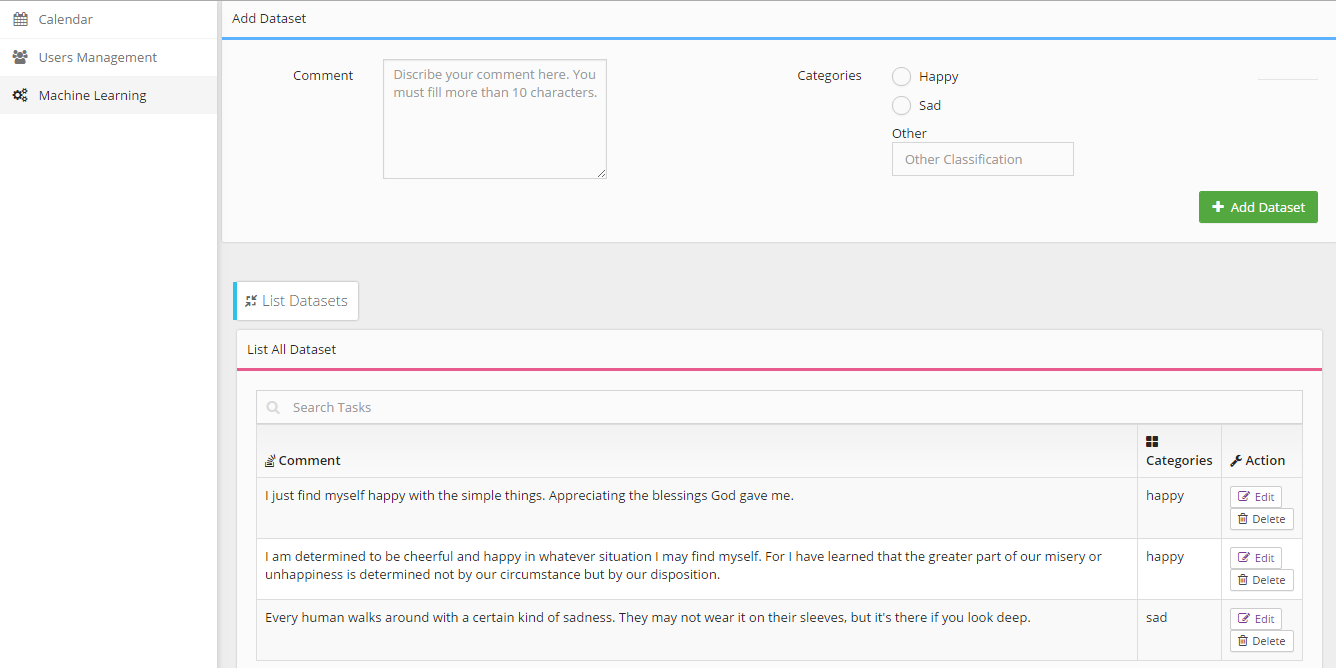 Calendar
Users Management
Machine Learning
Add Dataset
Comment
Discribe your comment here. You
must fill more than 10 characters.
Categories
Happy
Sad
Other
Other Classification
Add Dataset
List Datasets
List All Dataset
Search Tasks
Comment
Categories
Action
I just find myself happy with the simple things. Appreciating the blessings God gave me.
happy
Edit
Delete
I am determined to be cheerful and happy in whatever situation I may find myself. For I have learned that the greater part of our misery or
unhappiness is determined not by our circumstance but by our disposition.
happy
Edit
Delete
Every human walks around with a certain kind of sadness. They may not wear it on their sleeves, but it's there if you look deep.
sad
Edit
Delete